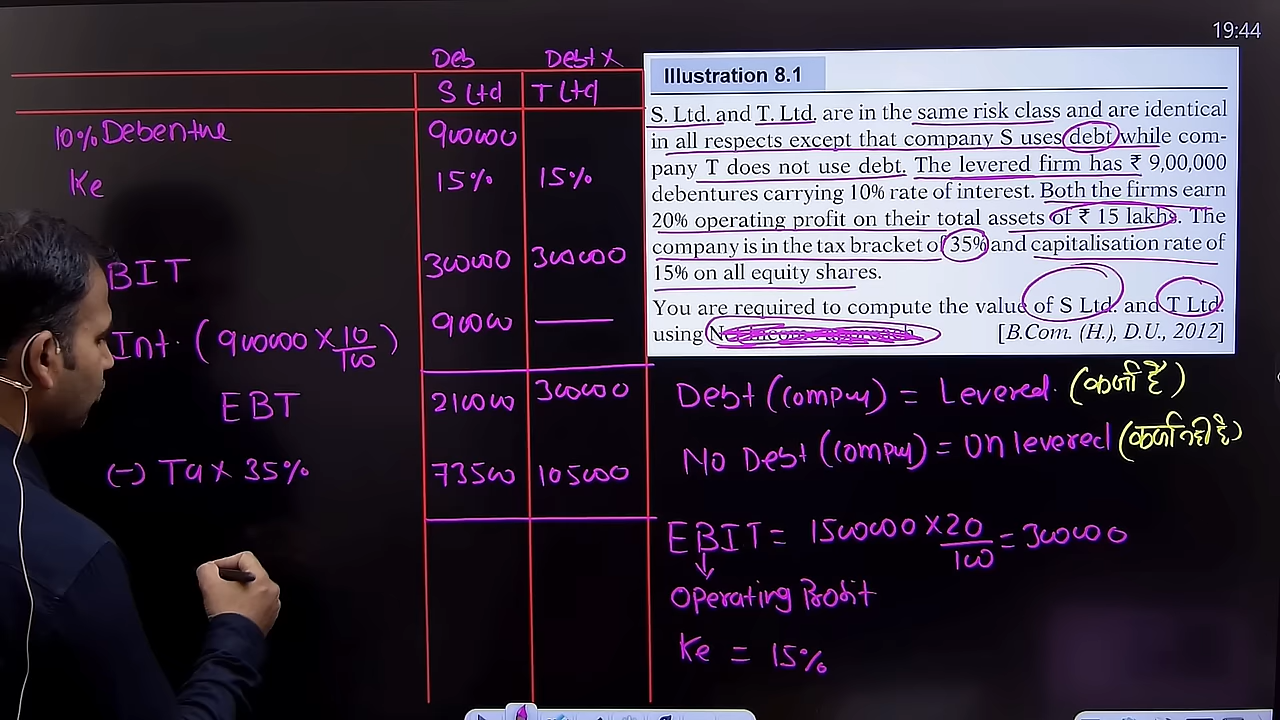 19:44
Deb Debt X
S Ltd T Ltd
10% Debenture 900000
Ke 15% 15%
BIT 300000 300000
Int. (900000 × 10/100) 90000 —
EBT 210000 300000
(-) Tax 35% 73500 105000
Illustration 8.1
S. Ltd. and T. Ltd. are in the same risk class and are identical
in all respects except that company S uses debt while com-
pany T does not use debt. The levered firm has ₹ 9,00,000
debentures carrying 10% rate of interest. Both the firms earn
20% operating profit on their total assets of ₹ 15 lakhs. The
company is in the tax bracket of 35% and capitalisation rate of
15% on all equity shares.
You are required to compute the value of S Ltd. and T Ltd.
using Net Income approach [B.Com. (H.), D.U., 2012]
Debt (compny) = Levered. (कर्जा है)
No Debt (compny) = Unlevered (कर्जा नही है)
EBIT = 1500000 × 20/100 = 300000
↓
Operating Profit
Ke = 15%